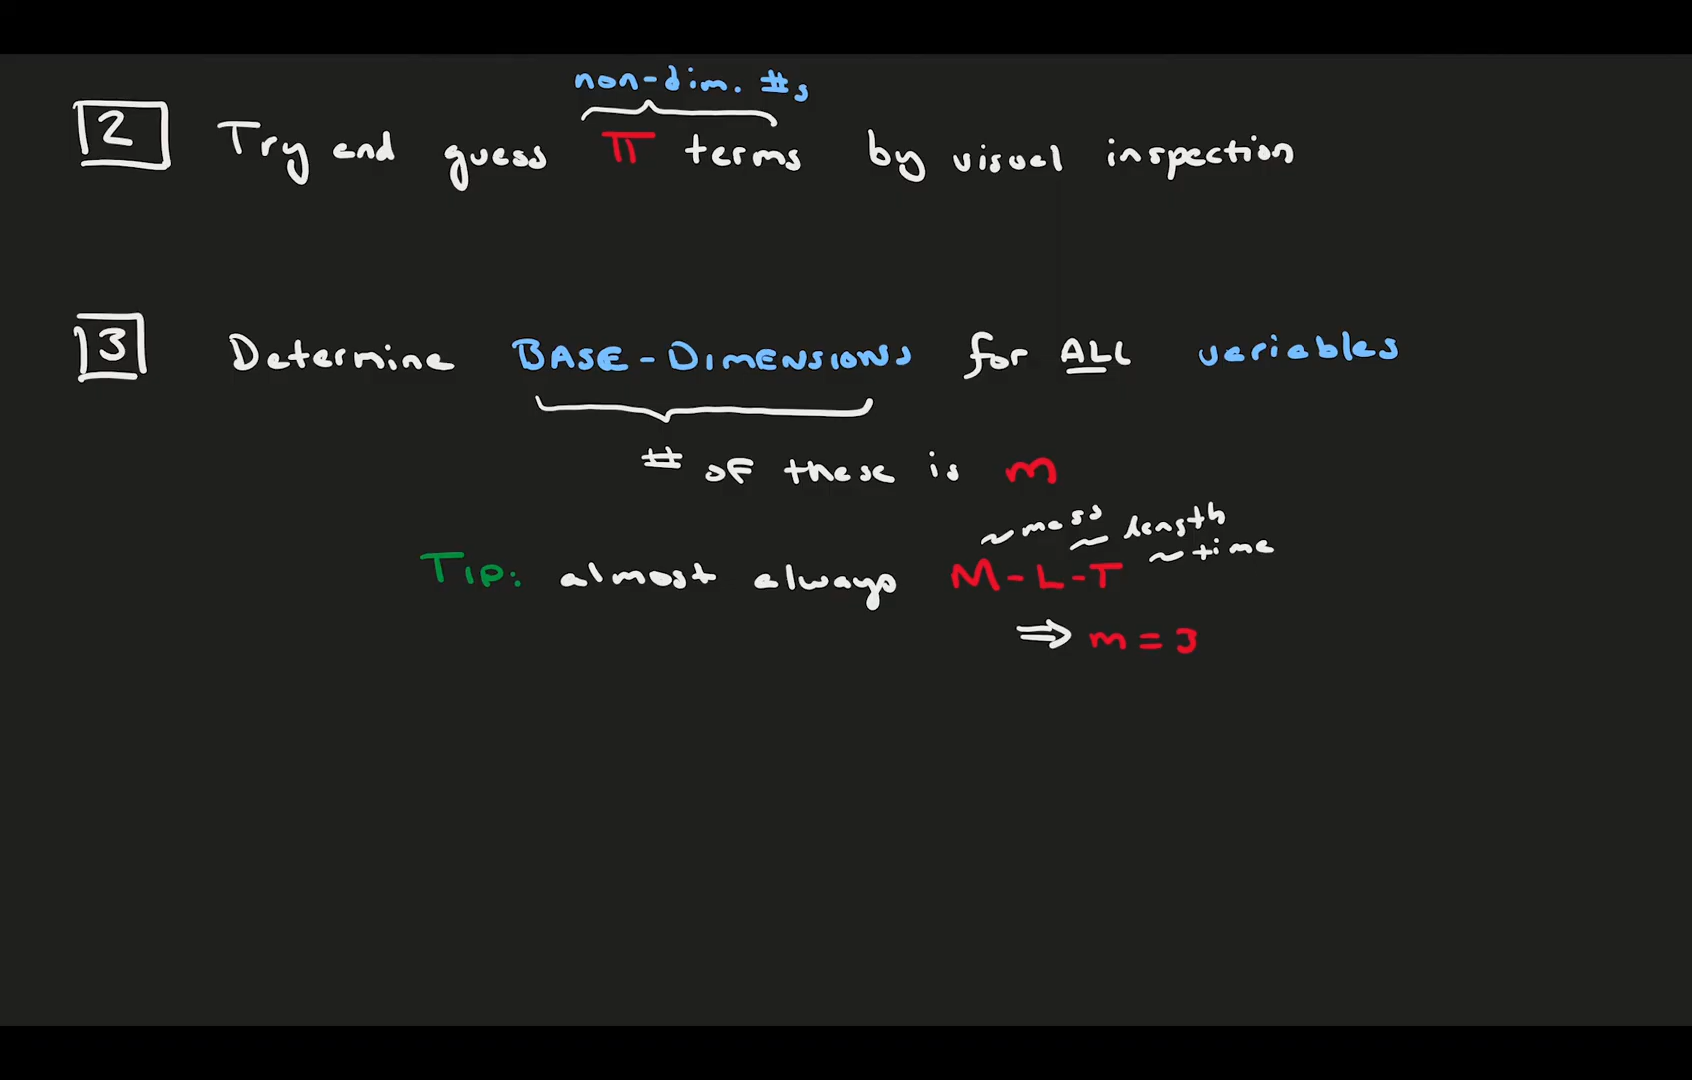 non-dim. #s
2 Try and guess π terms by visual inspection
3 Determine BASE-DIMENSIONS for ALL variables
# of these is m
~ mass ~ length
~ time
TIP: almost always M-L-T
⇒ m = 3